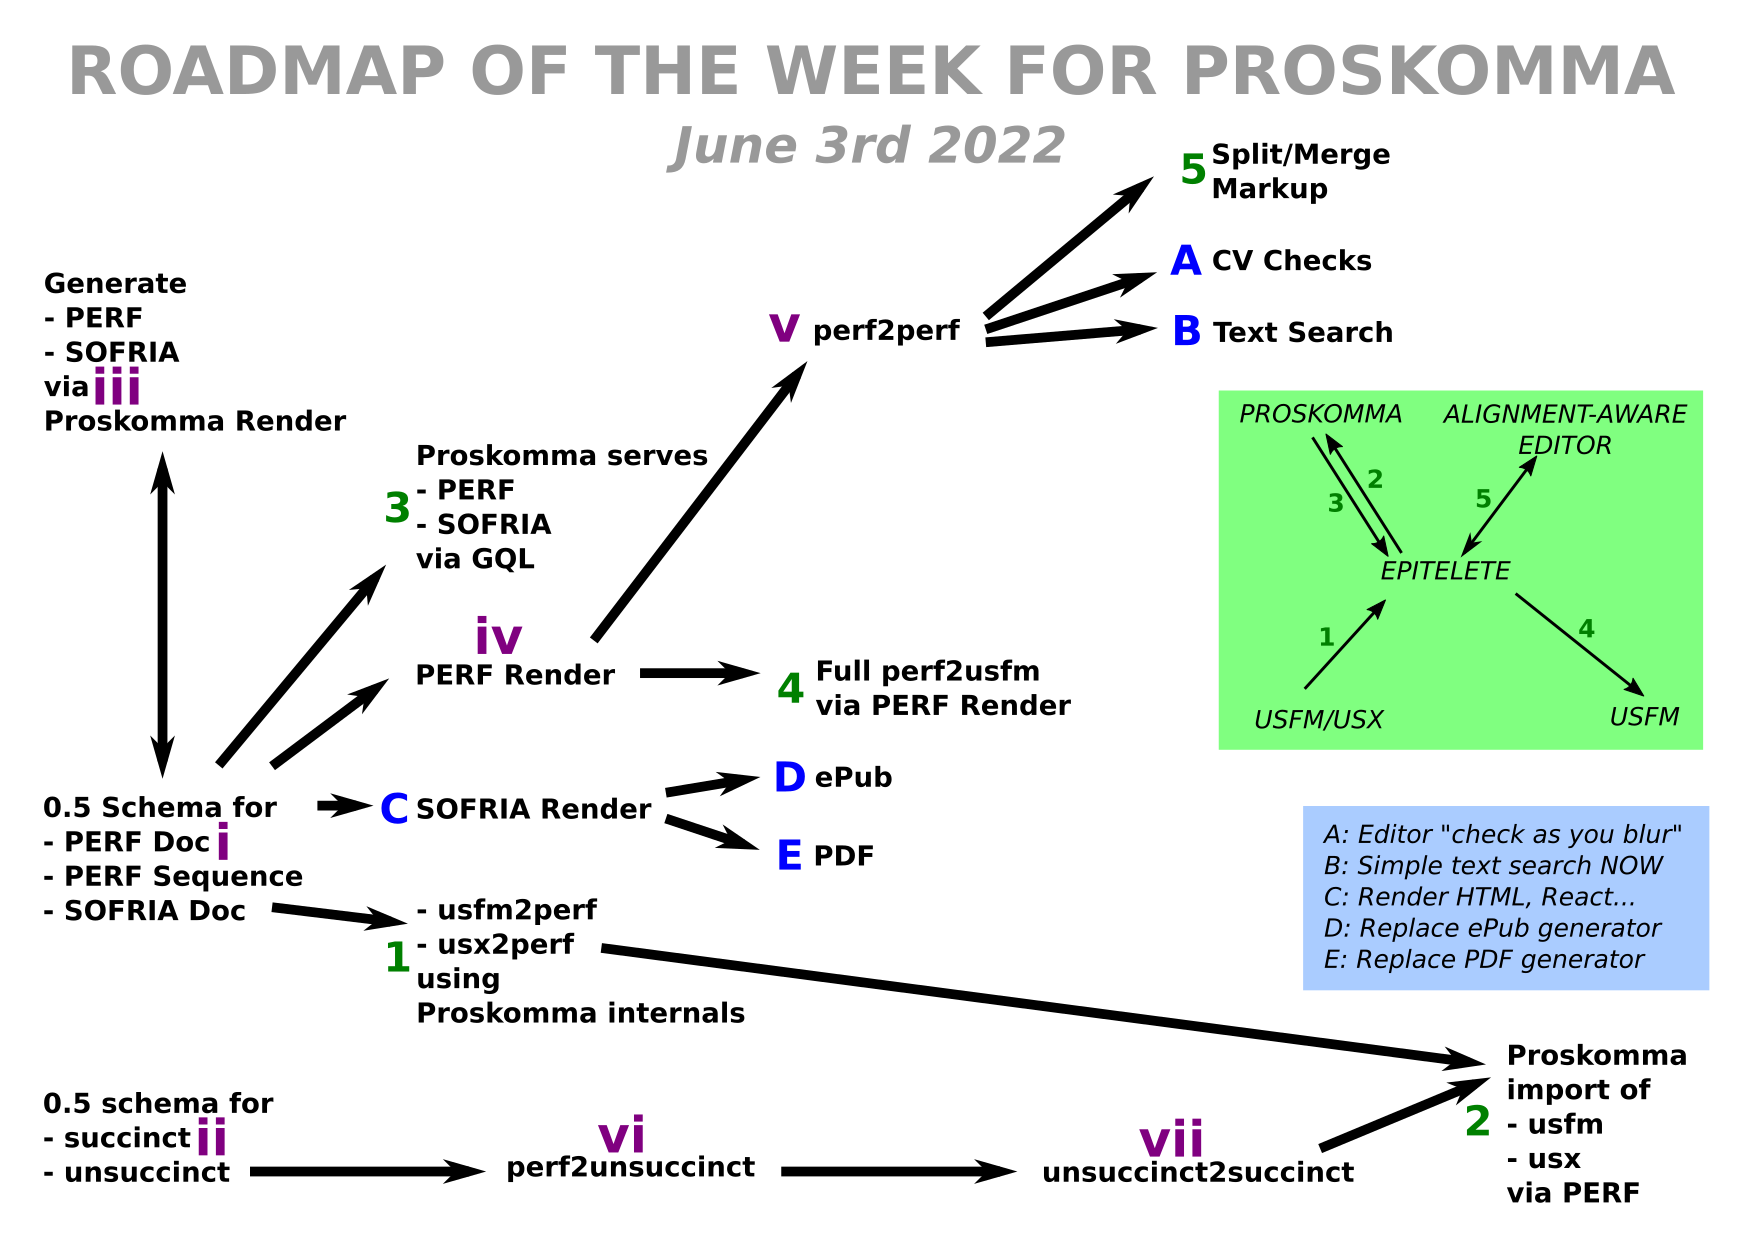 ROADMAP OF THE WEEK FOR PROSKOMMA
June 3rd 2022
5 Split/Merge
Markup
A CV Checks
B Text Search
v perf2perf
Generate
- PERF
- SOFRIA
via iii
Proskomma Render
Proskomma serves
3 - PERF
- SOFRIA
via GQL
iv
PERF Render
4 Full perf2usfm
via PERF Render
0.5 Schema for
- PERF Doc i
- PERF Sequence
- SOFRIA Doc
C SOFRIA Render
D ePub
E PDF
- usfm2perf
1 - usx2perf
using
Proskomma internals
PROSKOMMA
ALIGNMENT-AWARE
EDITOR
2
3
5
EPITELETE
1
4
USFM/USX
USFM
A: Editor "check as you blur"
B: Simple text search NOW
C: Render HTML, React...
D: Replace ePub generator
E: Replace PDF generator
0.5 schema for
- succinct ii
- unsuccinct
vi
perf2unsuccinct
vii
unsuccinct2succinct
Proskomma
import of
2 - usfm
- usx
via PERF